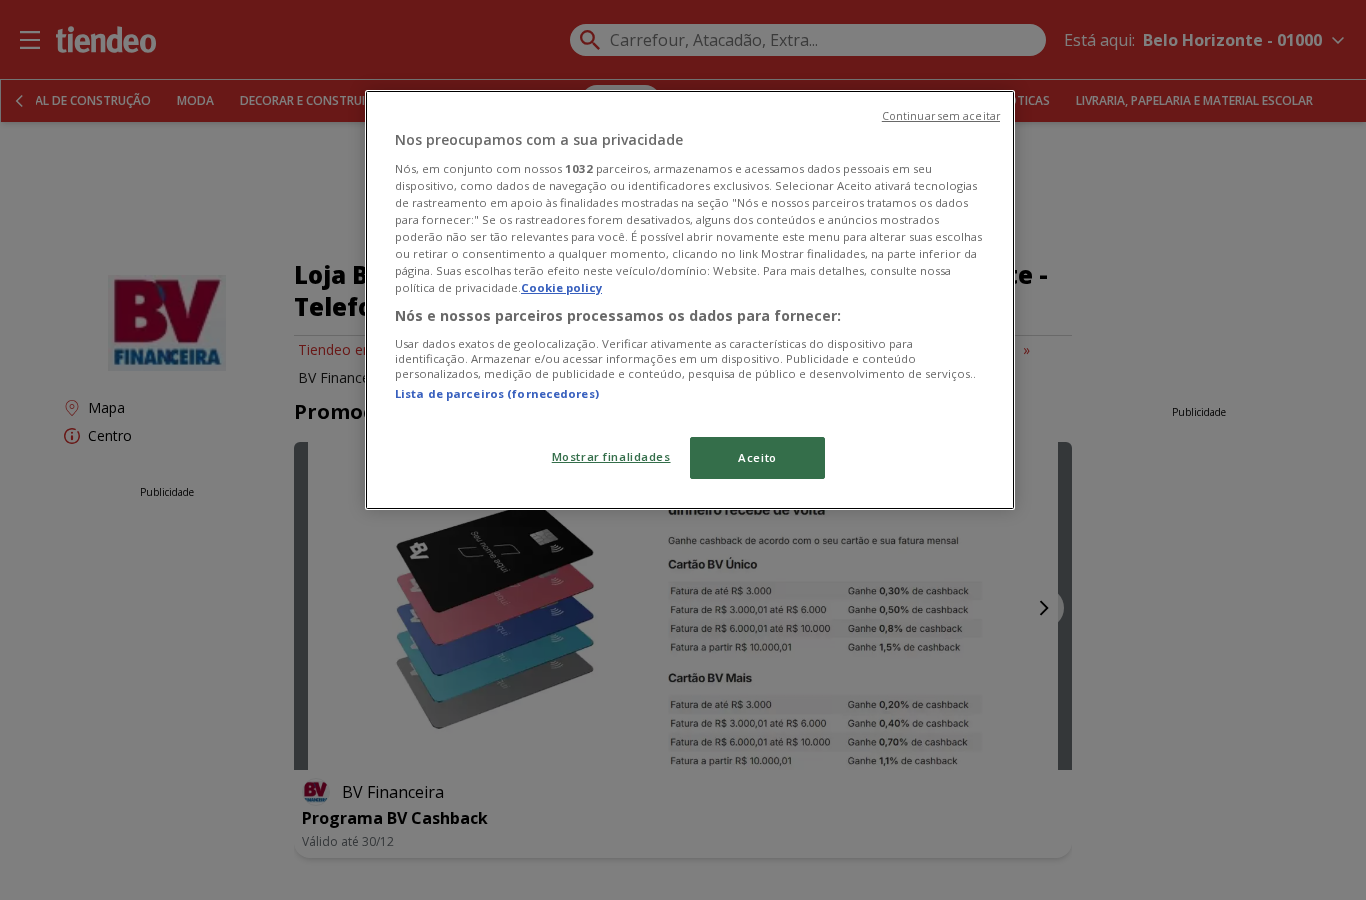 tiendeo
Carrefour, Atacadão, Extra...
Está aqui: Belo Horizonte - 01000
AL DE CONSTRUÇÃO
MODA
DECORAR E CONSTRUI
ÓTICAS
LIVRARIA, PAPELARIA E MATERIAL ESCOLAR
Continuar sem aceitar
Nos preocupamos com a sua privacidade
Nós, em conjunto com nossos 1032 parceiros, armazenamos e acessamos dados pessoais em seu
dispositivo, como dados de navegação ou identificadores exclusivos. Selecionar Aceito ativará tecnologias
de rastreamento em apoio às finalidades mostradas na seção "Nós e nossos parceiros tratamos os dados
para fornecer:" Se os rastreadores forem desativados, alguns dos conteúdos e anúncios mostrados
poderão não ser tão relevantes para você. É possível abrir novamente este menu para alterar suas escolhas
ou retirar o consentimento a qualquer momento, clicando no link Mostrar finalidades, na parte inferior da
página. Suas escolhas terão efeito neste veículo/domínio: Website. Para mais detalhes, consulte nossa
política de privacidade.Cookie policy
Nós e nossos parceiros processamos os dados para fornecer:
Usar dados exatos de geolocalização. Verificar ativamente as características do dispositivo para
identificação. Armazenar e/ou acessar informações em um dispositivo. Publicidade e conteúdo
personalizados, medição de publicidade e conteúdo, pesquisa de público e desenvolvimento de serviços..
Lista de parceiros (fornecedores)
Mostrar finalidades
Aceito
BV
FINANCEIRA
Mapa
Centro
Publicidade
Loja B
te -
Telefo
Tiendeo e
»
BV Finance
Promo
Publicidade
Seu nome aqui
dinheiro recebe de volta
Ganhe cashback de acordo com o seu cartão e sua fatura mensal
Cartão BV Único
Fatura de até R$ 3.000 Ganhe 0,30% de cashback
Fatura de R$ 3.000,01 até R$ 6.000 Ganhe 0,50% de cashback
Fatura de R$ 6.000,01 até R$ 10.000 Ganhe 0,8% de cashback
Fatura a partir R$ 10.000,01 Ganhe 1,5% de cashback
Cartão BV Mais
Fatura de até R$ 3.000 Ganhe 0,20% de cashback
Fatura de R$ 3.000,01 até R$ 6.000 Ganhe 0,40% de cashback
Fatura de R$ 6.000,01 até R$ 10.000 Ganhe 0,70% de cashback
Fatura a partir R$ 10.000,01 Ganhe 1,1% de cashback
BV
FINANCEIRA
BV Financeira
Programa BV Cashback
Válido até 30/12